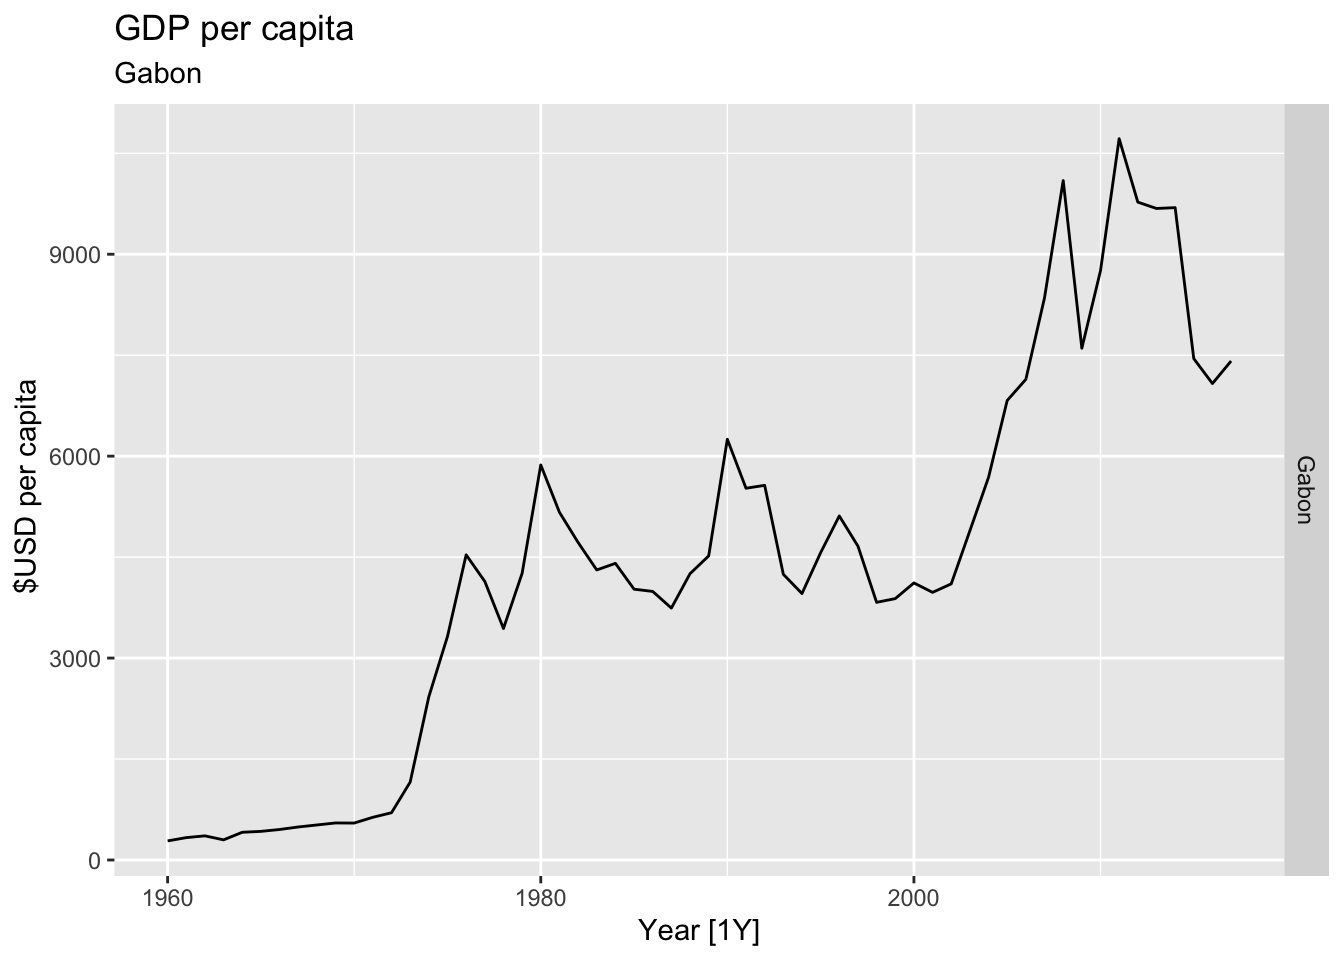 GDP per capita
Gabon
9000
6000
3000
0
$USD per capita
Gabon
1960
1980
2000
Year [1Y]